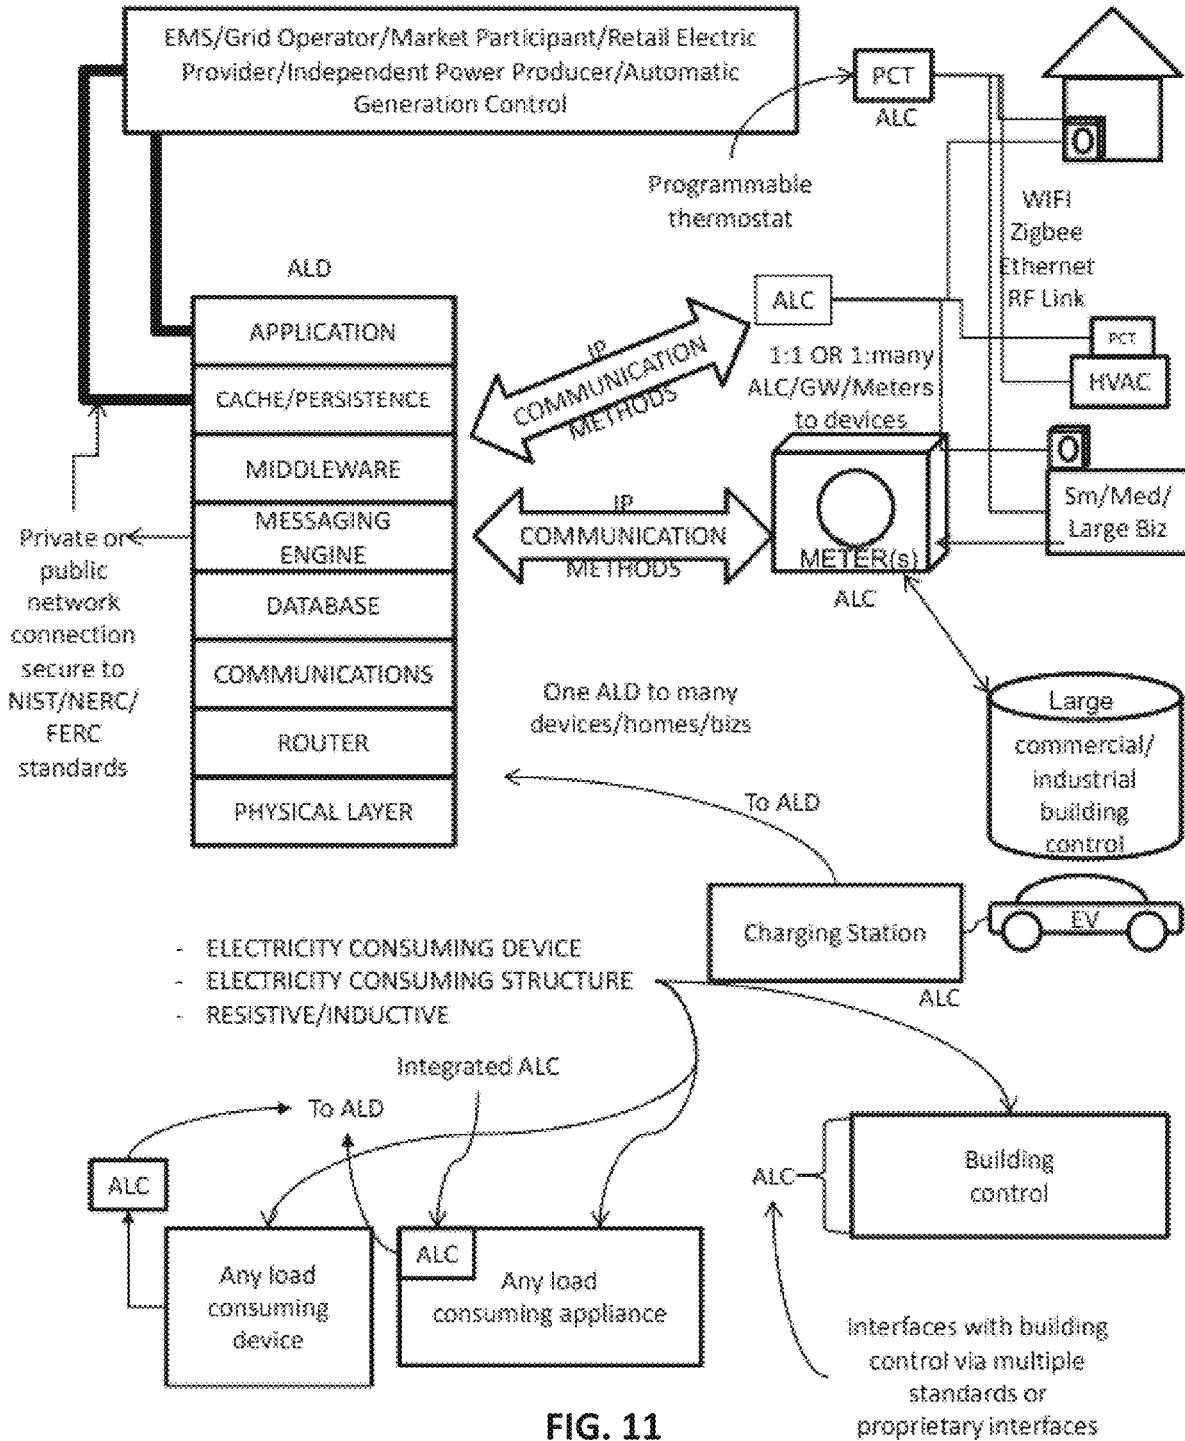 EMS/Grid Operator/Market Participant/Retail Electric
Provider/Independent Power Producer/Automatic
Generation Control
PCT
ALC
Programmable
thermostat
WIFI
Zigbee
Ethernet
RF Link
ALD
APPLICATION
CACHE/PERSISTENCE
MIDDLEWARE
MESSAGING
ENGINE
DATABASE
COMMUNICATIONS
ROUTER
PHYSICAL LAYER
IP
COMMUNICATION
METHODS
ALC
1:1 OR 1:many
ALC/GW/Meters
to devices
PCT
HVAC
IP
COMMUNICATION
METHODS
METER(s)
ALC
Sm/Med/
Large Biz
Private or
public
network
connection
secure to
NIST/NERC/
FERC
standards
One ALD to many
devices/homes/bizs
Large
commercial/
industrial
building
control
To ALD
Charging Station
EV
ALC
- ELECTRICITY CONSUMING DEVICE
- ELECTRICITY CONSUMING STRUCTURE
- RESISTIVE/INDUCTIVE
Integrated ALC
To ALD
ALC
Any load
consuming
device
ALC
Any load
consuming appliance
ALC
Building
control
Interfaces with building
control via multiple
standards or
proprietary interfaces
FIG. 11